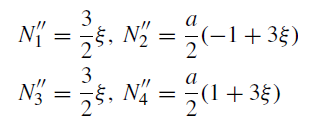 N₁″ = 3/2 ξ, N₂″ = a/2 (−1 + 3ξ)
N₃″ = 3/2 ξ, N₄″ = a/2 (1 + 3ξ)